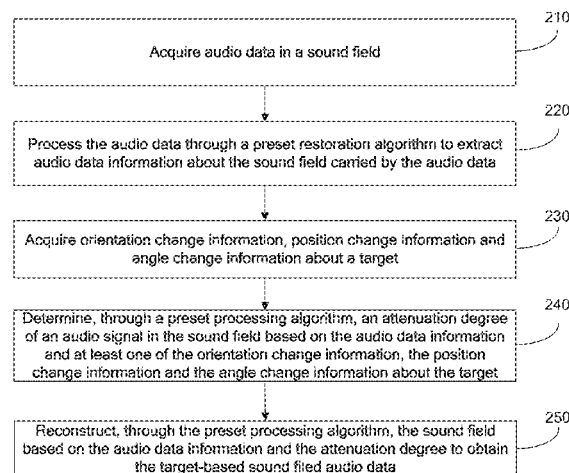 210
Acquire audio data in a sound field
220
Process the audio data through a preset restoration algorithm to extract
audio data information about the sound field carried by the audio data
230
Acquire orientation change information, position change information and
angle change information about a target
240
Determine, through a preset processing algorithm, an attenuation degree
of an audio signal in the sound field based on the audio data information
and at least one of the orientation change information, the position
change information and the angle change information about the target
250
Reconstruct, through the preset processing algorithm, the sound field
based on the audio data information and the attenuation degree to obtain
the target-based sound filed audio data